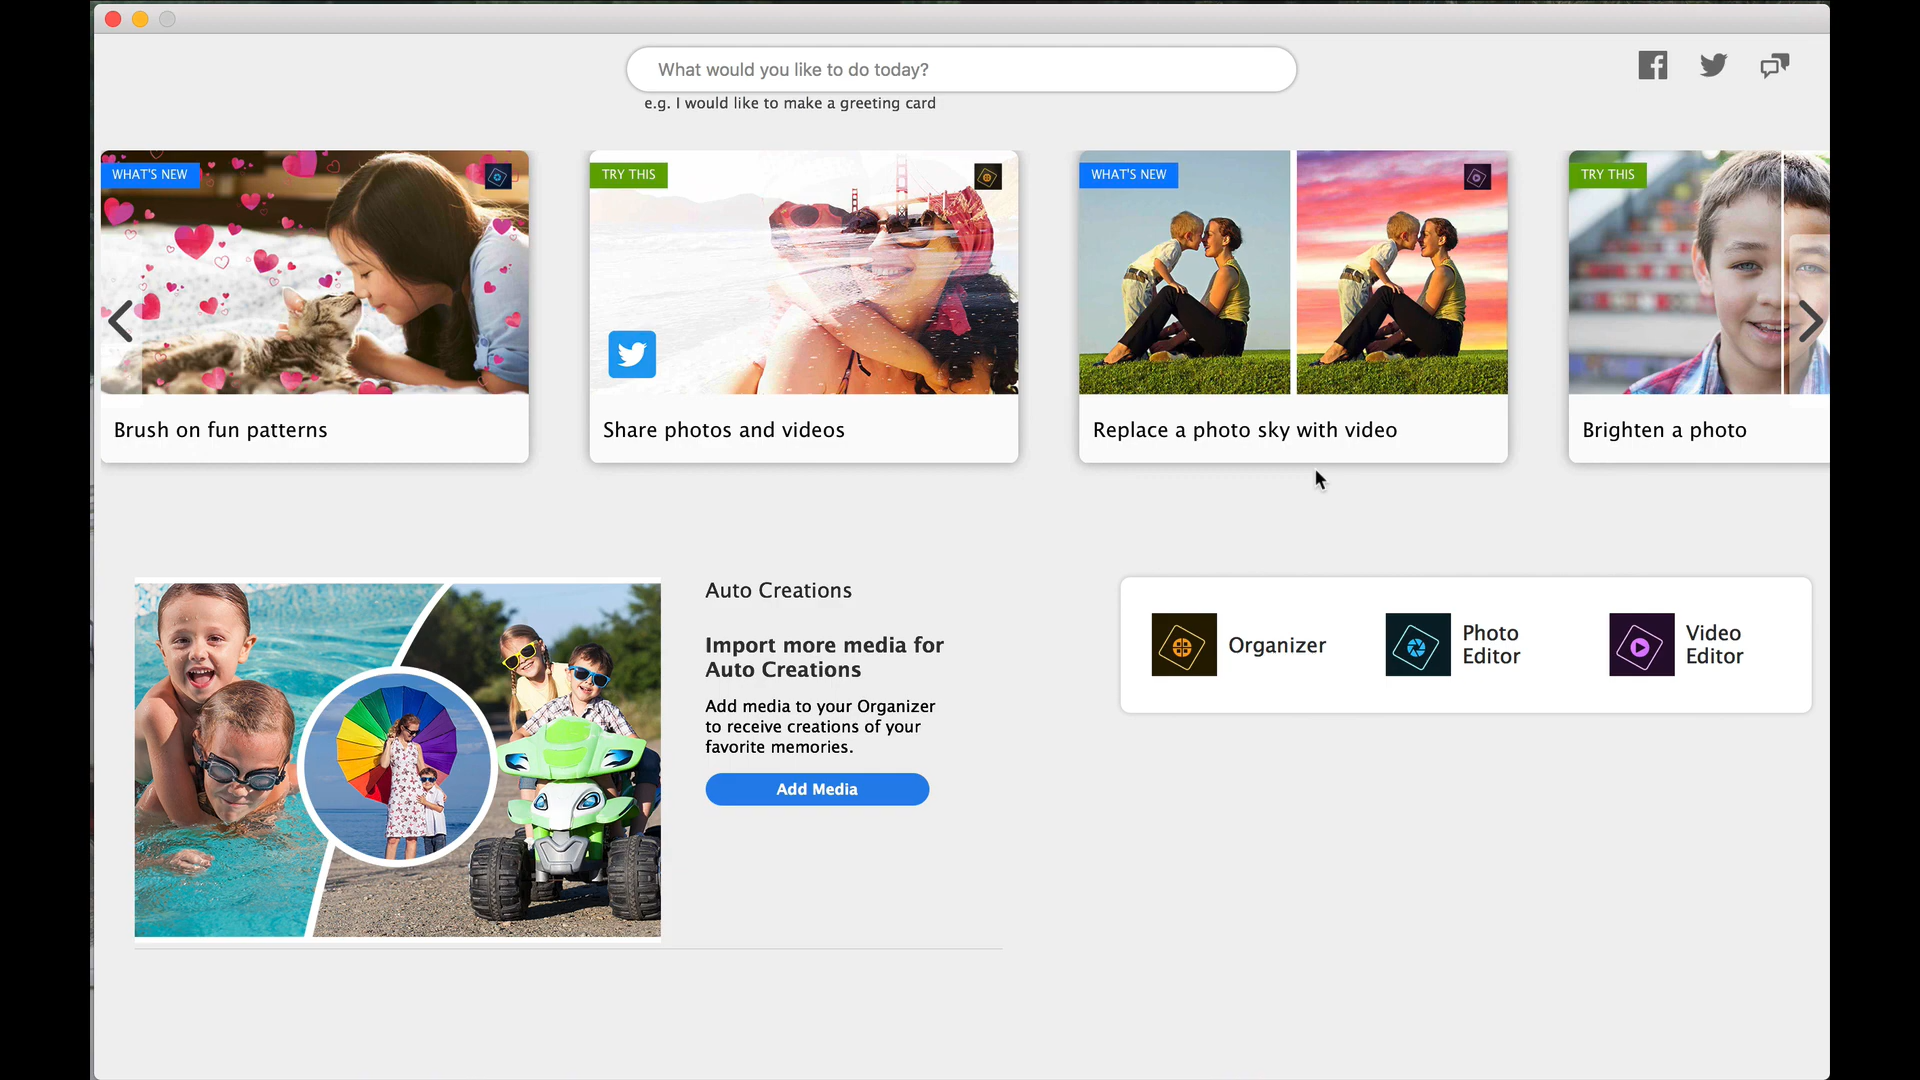 What would you like to do today?
e.g. I would like to make a greeting card
WHAT'S NEW
TRY THIS
WHAT'S NEW
TRY THIS
Brush on fun patterns
Share photos and videos
Replace a photo sky with video
Brighten a photo
Auto Creations
Import more media for
Auto Creations
Add media to your Organizer
to receive creations of your
favorite memories.
Add Media
Organizer
Photo
Editor
Video
Editor